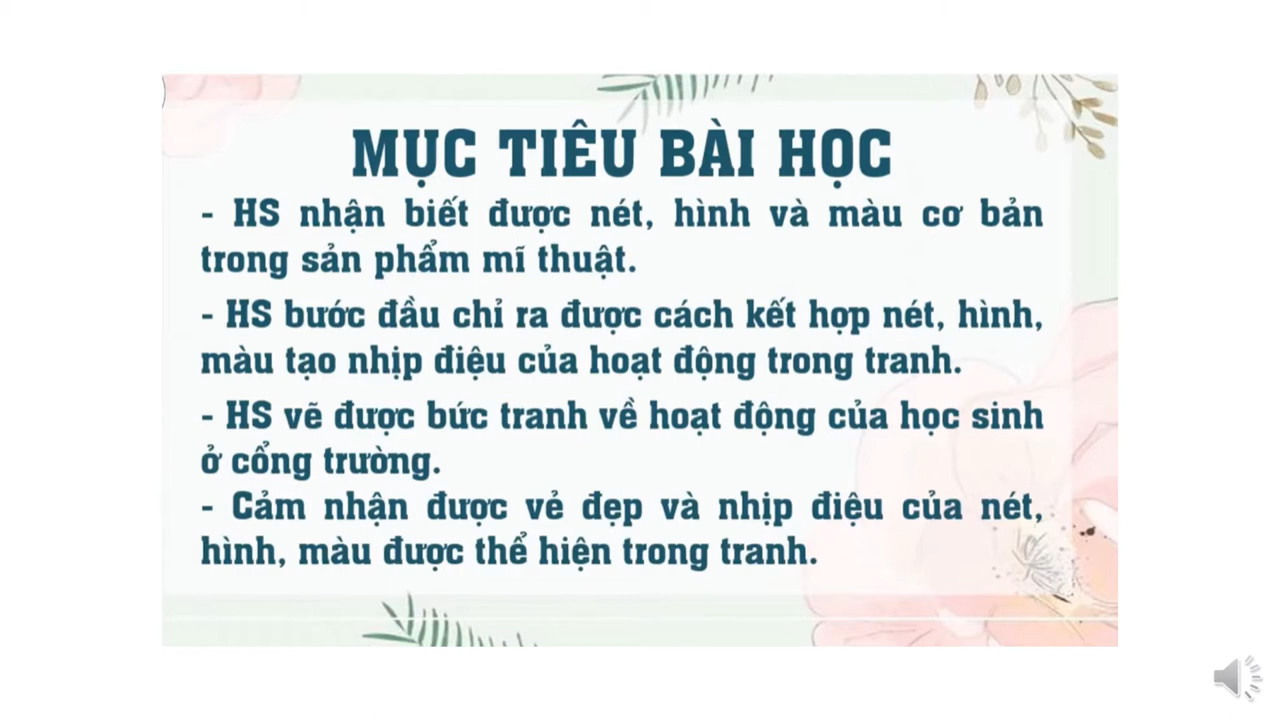 MỤC TIÊU BÀI HỌC
- HS nhận biết được nét, hình và màu cơ bản
trong sản phẩm mĩ thuật.
- HS bước đầu chỉ ra được cách kết hợp nét, hình,
màu tạo nhịp điệu của hoạt động trong tranh.
- HS vẽ được bức tranh về hoạt động của học sinh
ở cổng trường.
- Cảm nhận được vẻ đẹp và nhịp điệu của nét,
hình, màu được thể hiện trong tranh.